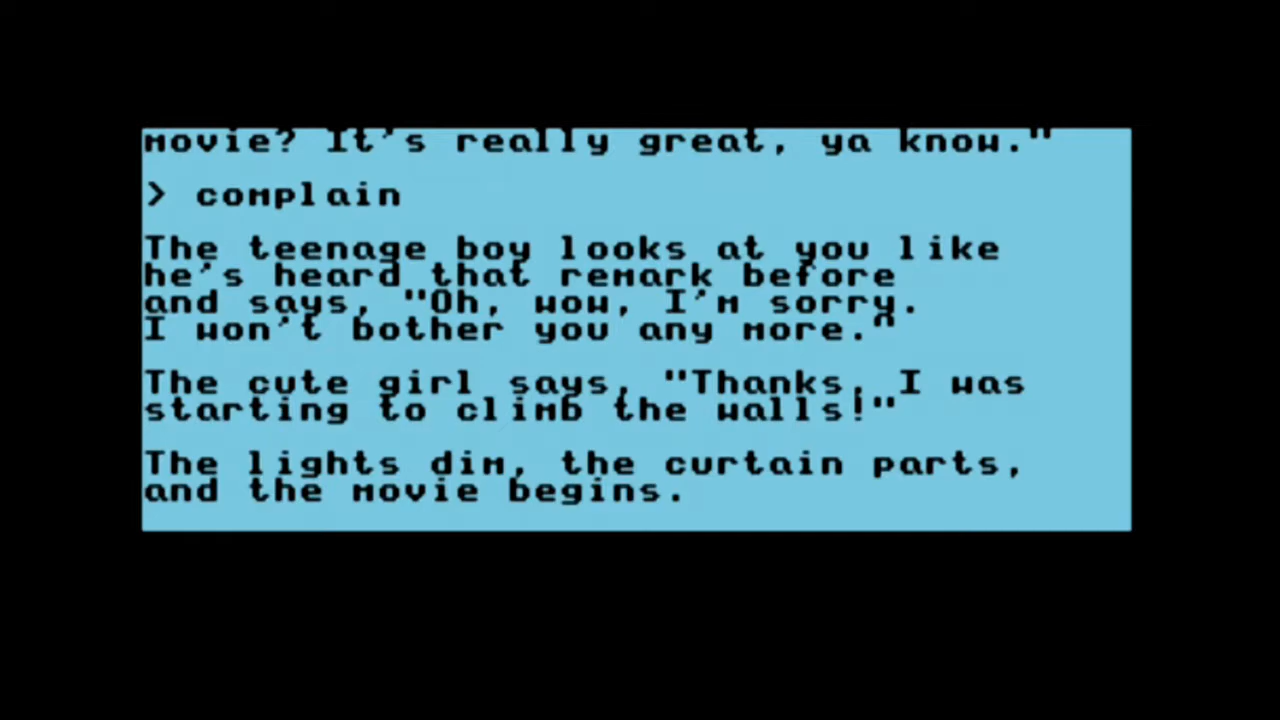 movie? It's really great, ya know."
> complain
The teenage boy looks at you like
he's heard that remark before
and says, "Oh, wow, I'm sorry.
I won't bother you any more."
The cute girl says, "Thanks, I was
starting to climb the walls!"
The lights dim, the curtain parts,
and the movie begins.